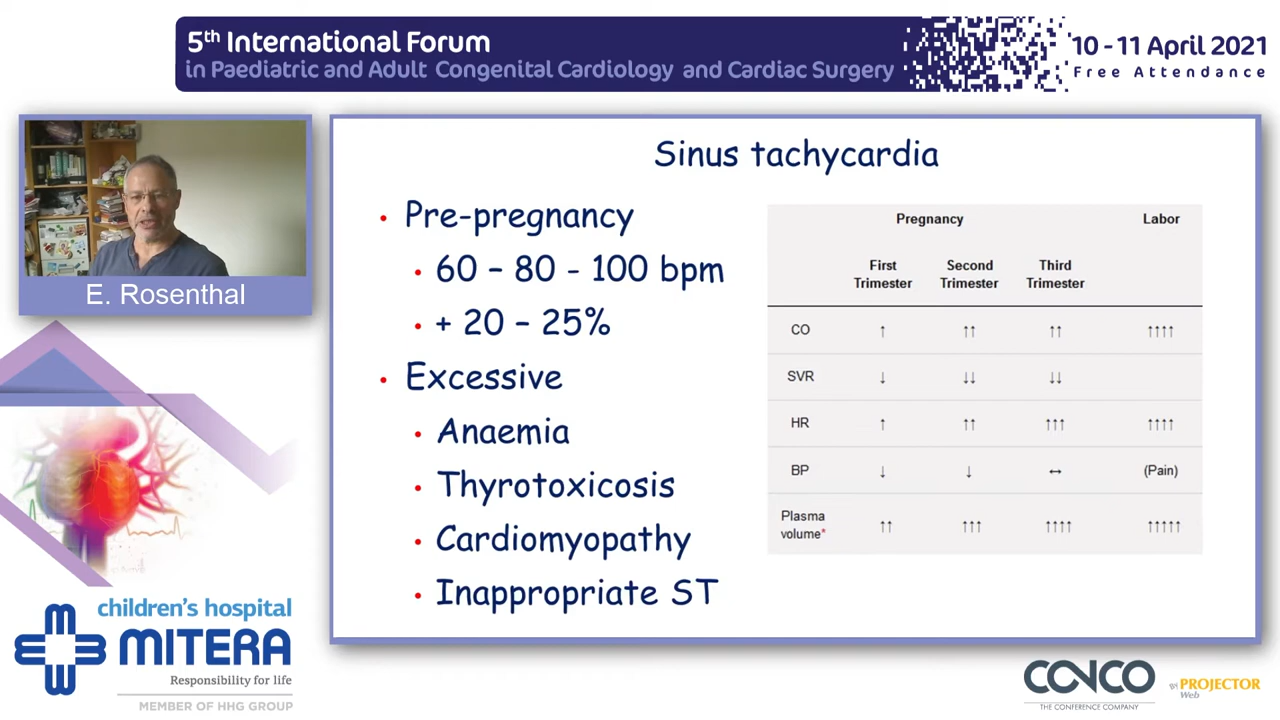 5th International Forum
in Paediatric and Adult Congenital Cardiology and Cardiac Surgery
10 - 11 April 2021
Free Attendance
E. Rosenthal
Sinus tachycardia
• Pre-pregnancy
• 60 – 80 - 100 bpm
• + 20 – 25%
• Excessive
• Anaemia
• Thyrotoxicosis
• Cardiomyopathy
• Inappropriate ST
Pregnancy Labor
First Trimester Second Trimester Third Trimester
CO ↑ ↑↑ ↑↑ ↑↑↑↑
SVR ↓ ↓↓ ↓↓
HR ↑ ↑↑ ↑↑↑ ↑↑↑↑
BP ↓ ↓ ↔ (Pain)
Plasma volume* ↑↑ ↑↑↑ ↑↑↑↑ ↑↑↑↑↑
children's hospital
MITERA
Responsibility for life
MEMBER OF HHG GROUP
CONCO
THE CONFERENCE COMPANY
BY PROJECTOR
Web